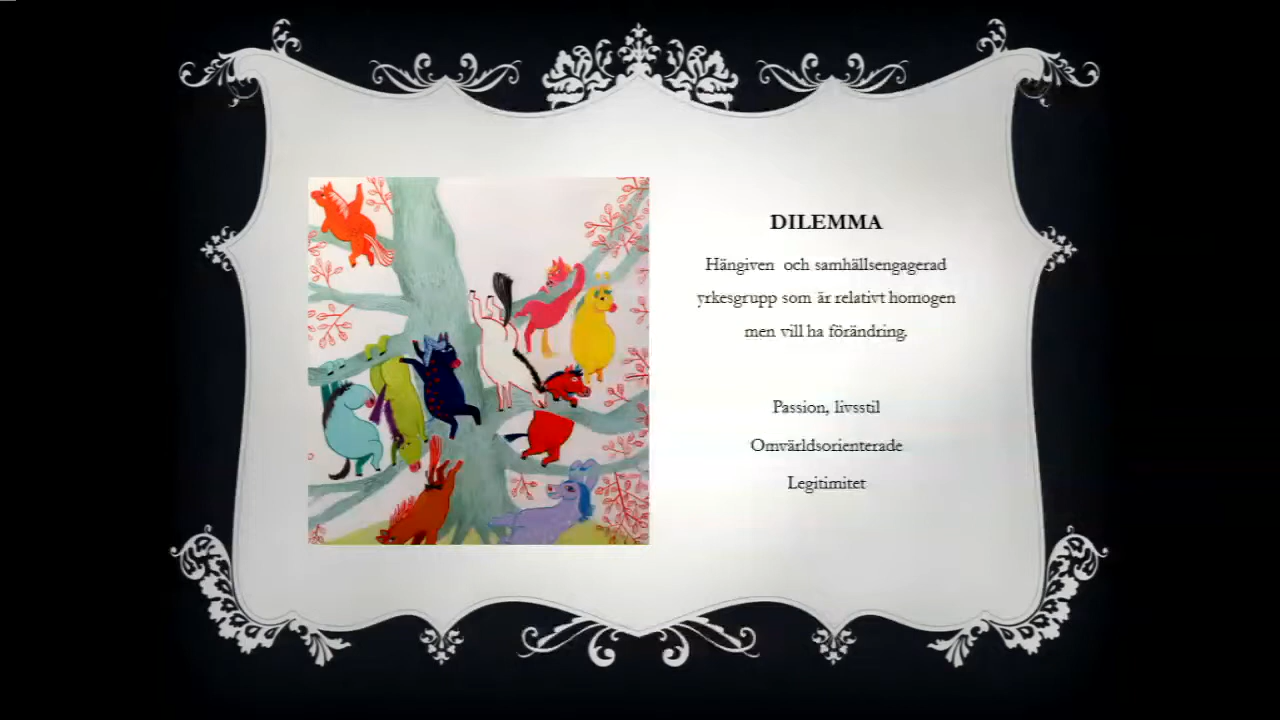 DILEMMA
Hängiven och samhällsengagerad
yrkesgrupp som är relativt homogen
men vill ha förändring.
Passion, livsstil
Omvärldsorienterade
Legitimitet